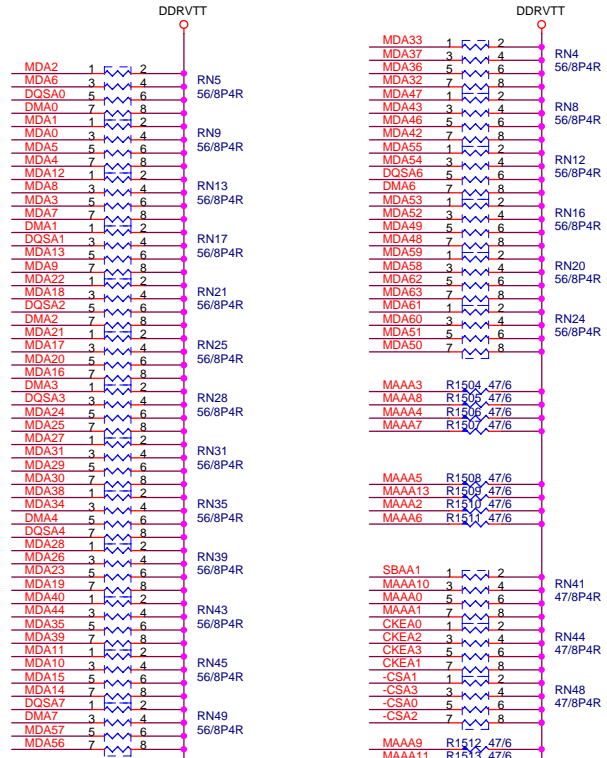 DDRVTT
MDA2 1 2
MDA6 3 4 RN5
DQSA0 5 6 56/8P4R
DMA0 7 8
MDA1 1 2
MDA0 3 4 RN9
MDA5 5 6 56/8P4R
MDA4 7 8
MDA12 1 2
MDA8 3 4 RN13
MDA3 5 6 56/8P4R
MDA7 7 8
DMA1 1 2
DQSA1 3 4 RN17
MDA13 5 6 56/8P4R
MDA9 7 8
MDA22 1 2
MDA18 3 4 RN21
DQSA2 5 6 56/8P4R
DMA2 7 8
MDA21 1 2
MDA17 3 4 RN25
MDA20 5 6 56/8P4R
MDA16 7 8
DMA3 1 2
DQSA3 3 4 RN28
MDA24 5 6 56/8P4R
MDA25 7 8
MDA27 1 2
MDA31 3 4 RN31
MDA29 5 6 56/8P4R
MDA30 7 8
MDA38 1 2
MDA34 3 4 RN35
DMA4 5 6 56/8P4R
DQSA4 7 8
MDA28 1 2
MDA26 3 4 RN39
MDA23 5 6 56/8P4R
MDA19 7 8
MDA40 1 2
MDA44 3 4 RN43
MDA35 5 6 56/8P4R
MDA39 7 8
MDA11 1 2
MDA10 3 4 RN45
MDA15 5 6 56/8P4R
MDA14 7 8
DQSA7 1 2
DMA7 3 4 RN49
MDA57 5 6 56/8P4R
MDA56 7 8
DDRVTT
MDA33 1 2
MDA37 3 4 RN4
MDA36 5 6 56/8P4R
MDA32 7 8
MDA47 1 2
MDA43 3 4 RN8
MDA46 5 6 56/8P4R
MDA42 7 8
MDA55 1 2
MDA54 3 4 RN12
DQSA6 5 6 56/8P4R
DMA6 7 8
MDA53 1 2
MDA52 3 4 RN16
MDA49 5 6 56/8P4R
MDA48 7 8
MDA59 1 2
MDA58 3 4 RN20
MDA62 5 6 56/8P4R
MDA63 7 8
MDA61 1 2
MDA60 3 4 RN24
MDA51 5 6 56/8P4R
MDA50 7 8
MAAA3 R1504 47/6
MAAA8 R1505 47/6
MAAA4 R1506 47/6
MAAA7 R1507 47/6
MAAA5 R1508 47/6
MAAA13 R1509 47/6
MAAA2 R1510 47/6
MAAA6 R1511 47/6
SBAA1 1 2
MAAA10 3 4 RN41
MAAA0 5 6 47/8P4R
MAAA1 7 8
CKEA0 1 2
CKEA2 3 4 RN44
CKEA3 5 6 47/8P4R
CKEA1 7 8
-CSA1 1 2
-CSA3 3 4 RN48
-CSA0 5 6 47/8P4R
-CSA2 7 8
MAAA9 R1512 47/6
MAAA11 R1513 47/6